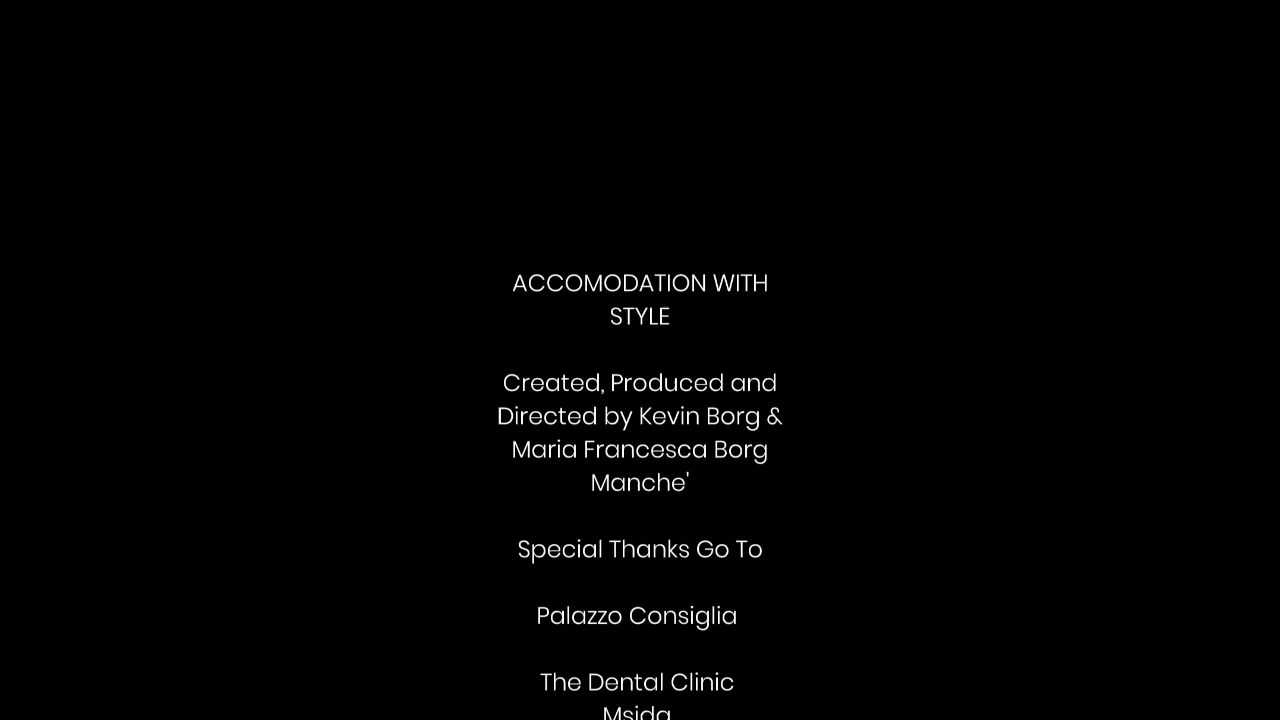 ACCOMODATION WITH
STYLE
Created, Produced and
Directed by Kevin Borg &
Maria Francesca Borg
Manche'
Special Thanks Go To
Palazzo Consiglia
The Dental Clinic
Msida